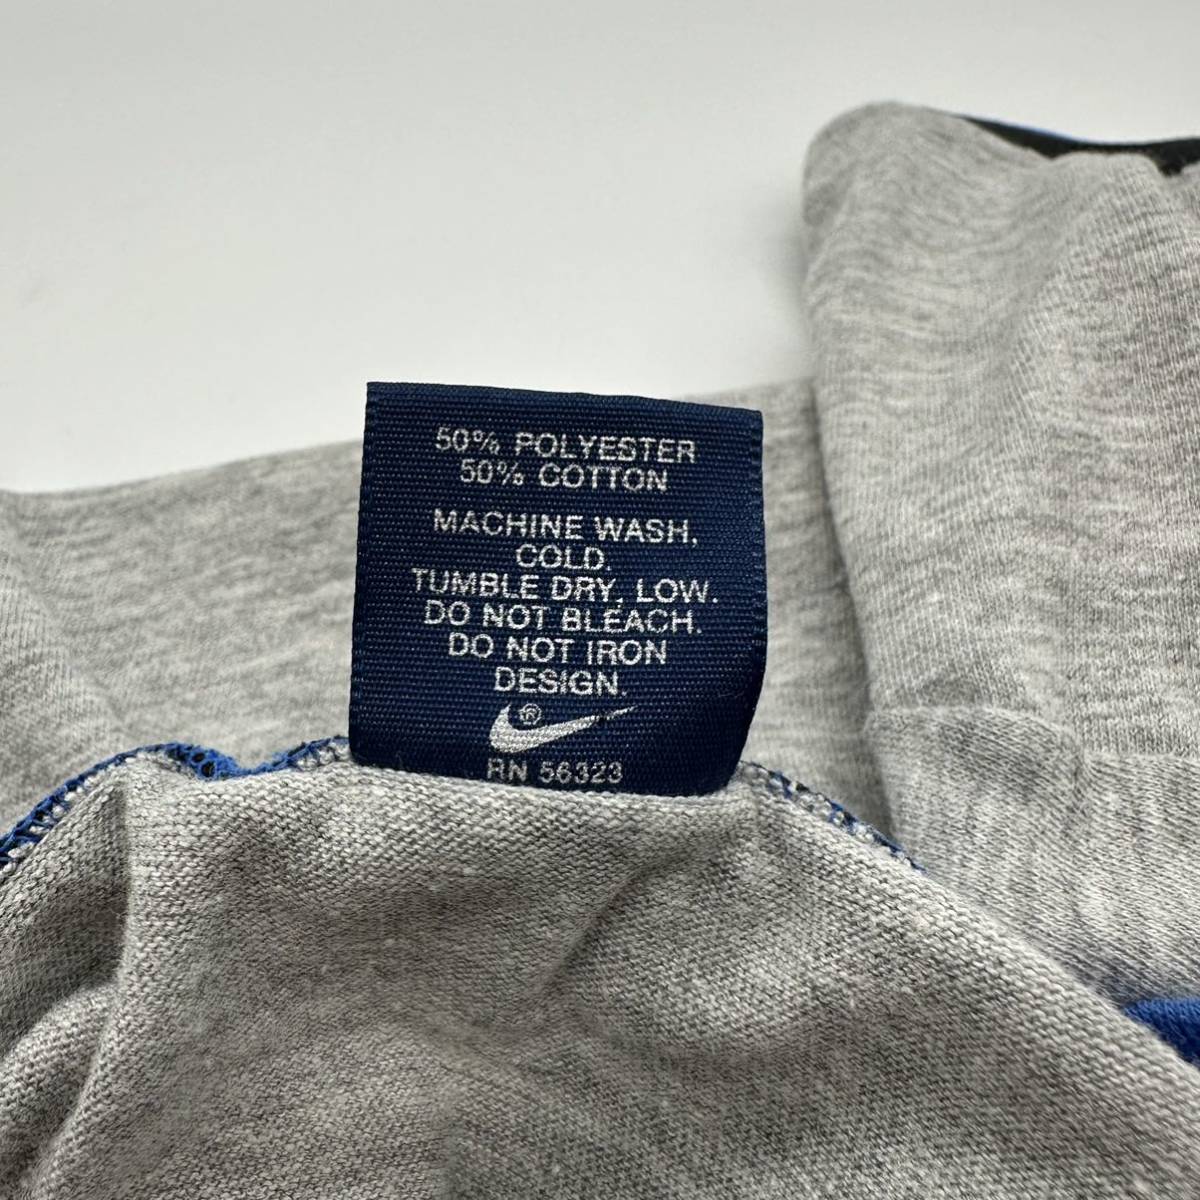 50% POLYESTER
50% COTTON
MACHINE WASH,
COLD.
TUMBLE DRY, LOW.
DO NOT BLEACH.
DO NOT IRON
DESIGN.
®
RN 56323